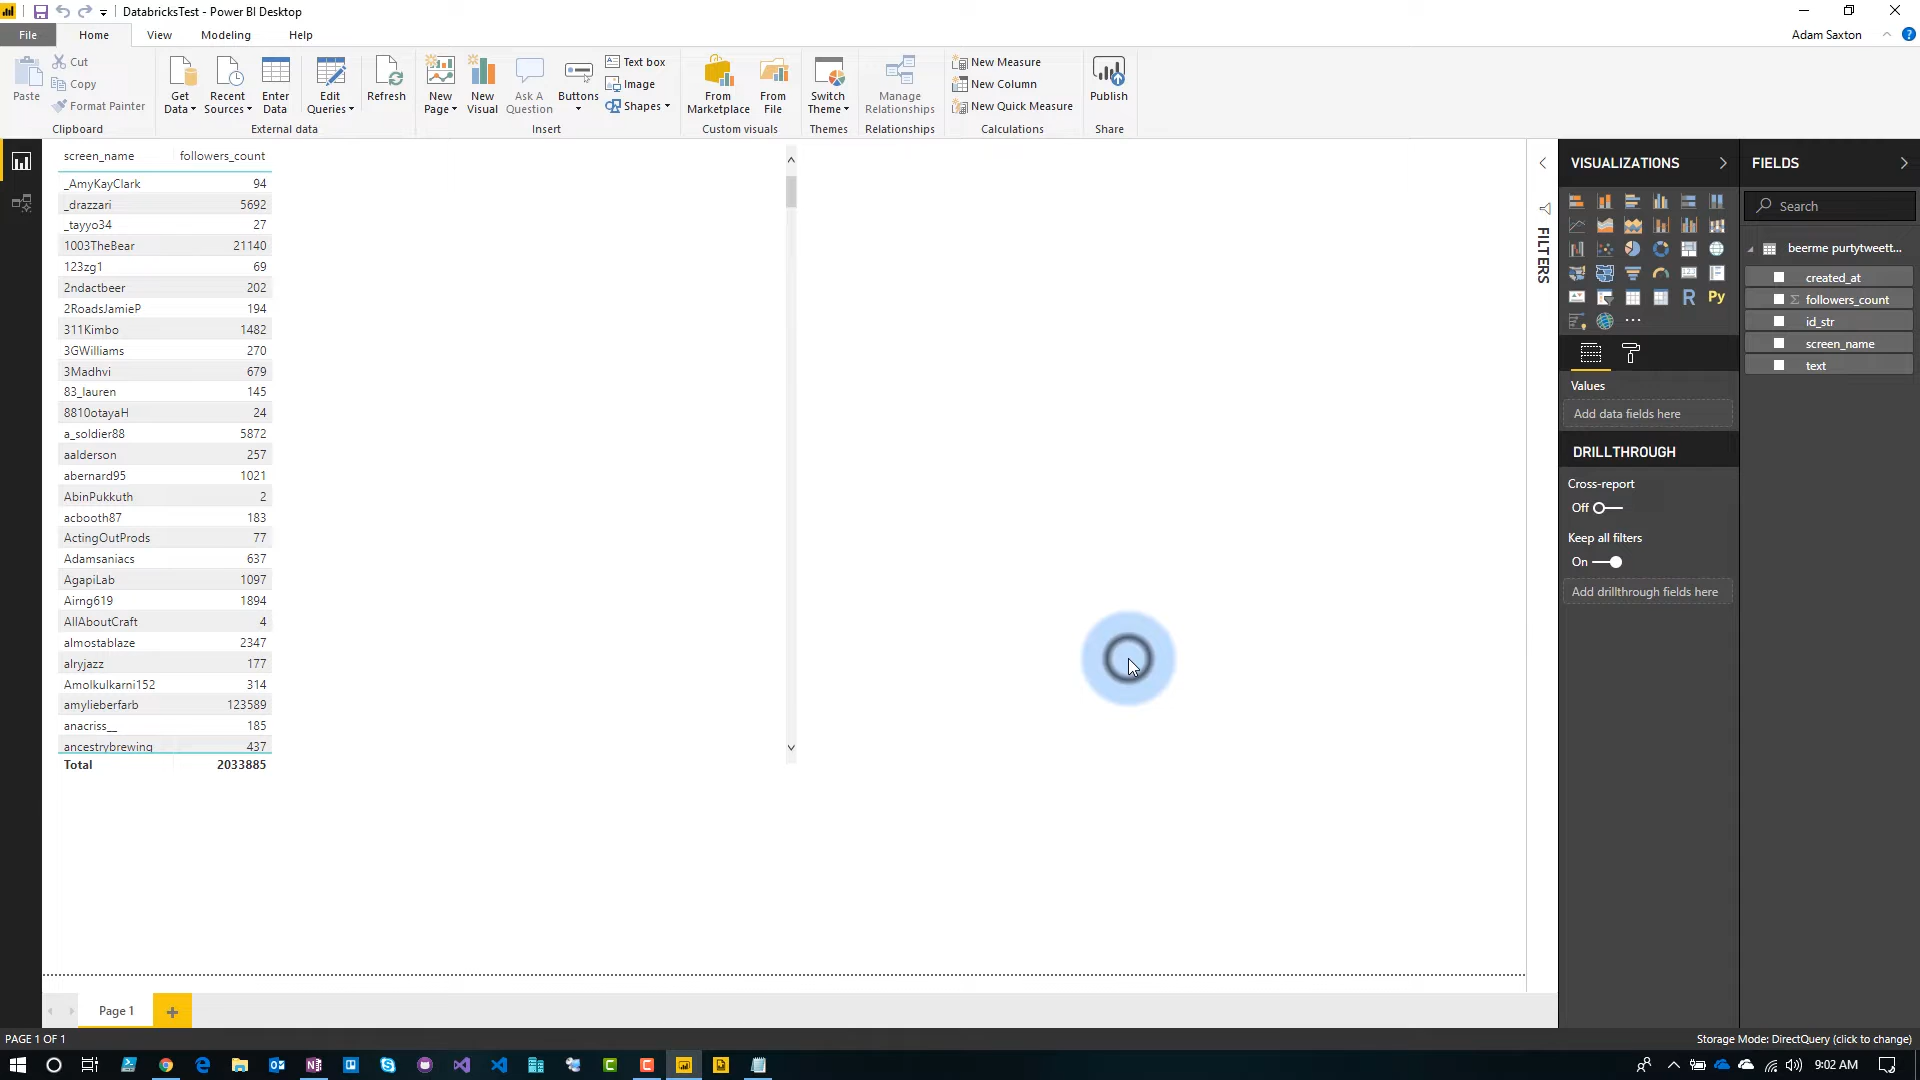 DatabricksTest - Power BI Desktop
File
Home
View
Modeling
Help
Adam Saxton
Paste
Cut
Copy
Format Painter
Clipboard
Get Data
Recent Sources
Enter Data
Edit Queries
Refresh
External data
New Page
New Visual
Ask A Question
Buttons
Text box
Image
Shapes
Insert
From Marketplace
From File
Custom visuals
Switch Theme
Themes
Manage Relationships
Relationships
New Measure
New Column
New Quick Measure
Calculations
Publish
Share
screen_name followers_count
_AmyKayClark 94
_drazzari 5692
_tayyo34 27
1003TheBear 21140
123zg1 69
2ndactbeer 202
2RoadsJamieP 194
311Kimbo 1482
3GWilliams 270
3Madhvi 679
83_lauren 145
8810otayaH 24
a_soldier88 5872
aalderson 257
abernard95 1021
AbinPukkuth 2
acbooth87 183
ActingOutProds 77
Adamsaniacs 637
AgapiLab 1097
Airng619 1894
AllAboutCraft 4
almostablaze 2347
alryjazz 177
Amolkulkarni152 314
amylieberfarb 123589
anacriss__ 185
ancestrybrewing 437
Total 2033885
FILTERS
VISUALIZATIONS
R
Py
Values
Add data fields here
DRILLTHROUGH
Cross-report
Off
Keep all filters
On
Add drillthrough fields here
FIELDS
Search
beerme purtytweett...
created_at
followers_count
id_str
screen_name
text
Page 1
PAGE 1 OF 1
Storage Mode: DirectQuery (click to change)
9:02 AM